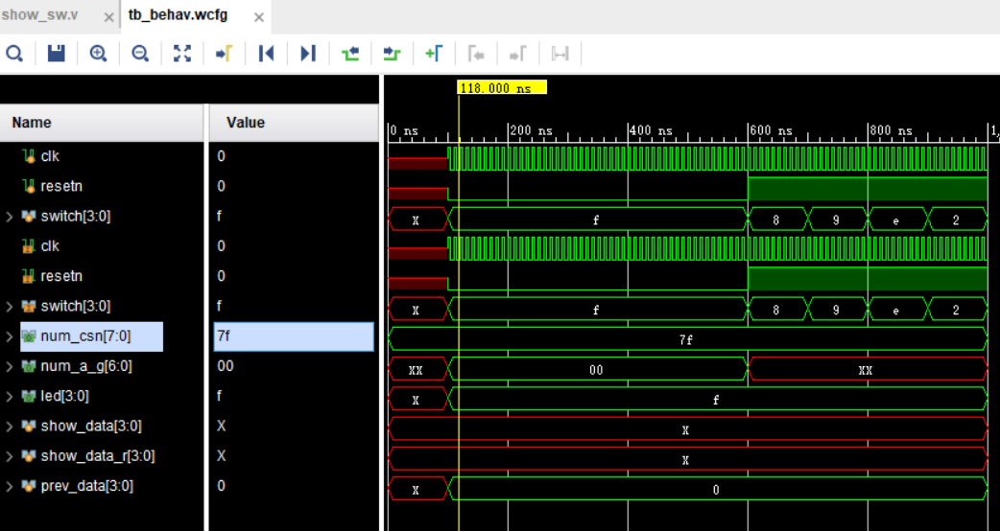 show_sw.v × tb_behav.wcfg ×
118.000 ns
Name Value
0 ns 200 ns 400 ns 600 ns 800 ns 1,
clk 0
resetn 0
switch[3:0] f X f 8 9 e 2
clk 0
resetn 0
switch[3:0] f X f 8 9 e 2
num_csn[7:0] 7f 7f
num_a_g[6:0] 00 XX 00 XX
led[3:0] f X f
show_data[3:0] X X
show_data_r[3:0] X X
prev_data[3:0] 0 X 0